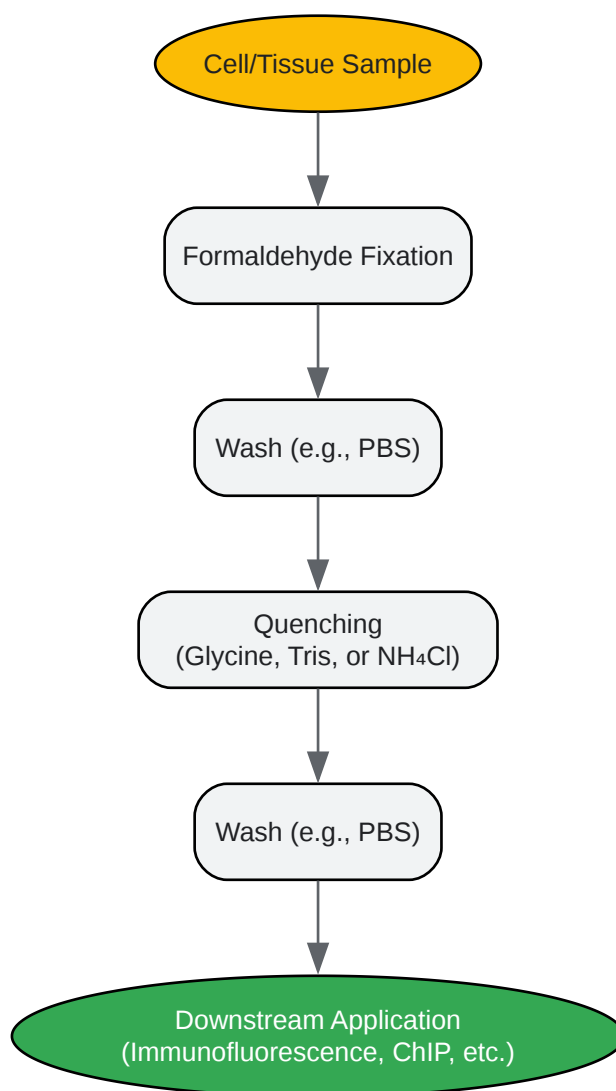 Cell/Tissue Sample
Formaldehyde Fixation
Wash (e.g., PBS)
Quenching
(Glycine, Tris, or NH₄Cl)
Wash (e.g., PBS)
Downstream Application
(Immunofluorescence, ChIP, etc.)